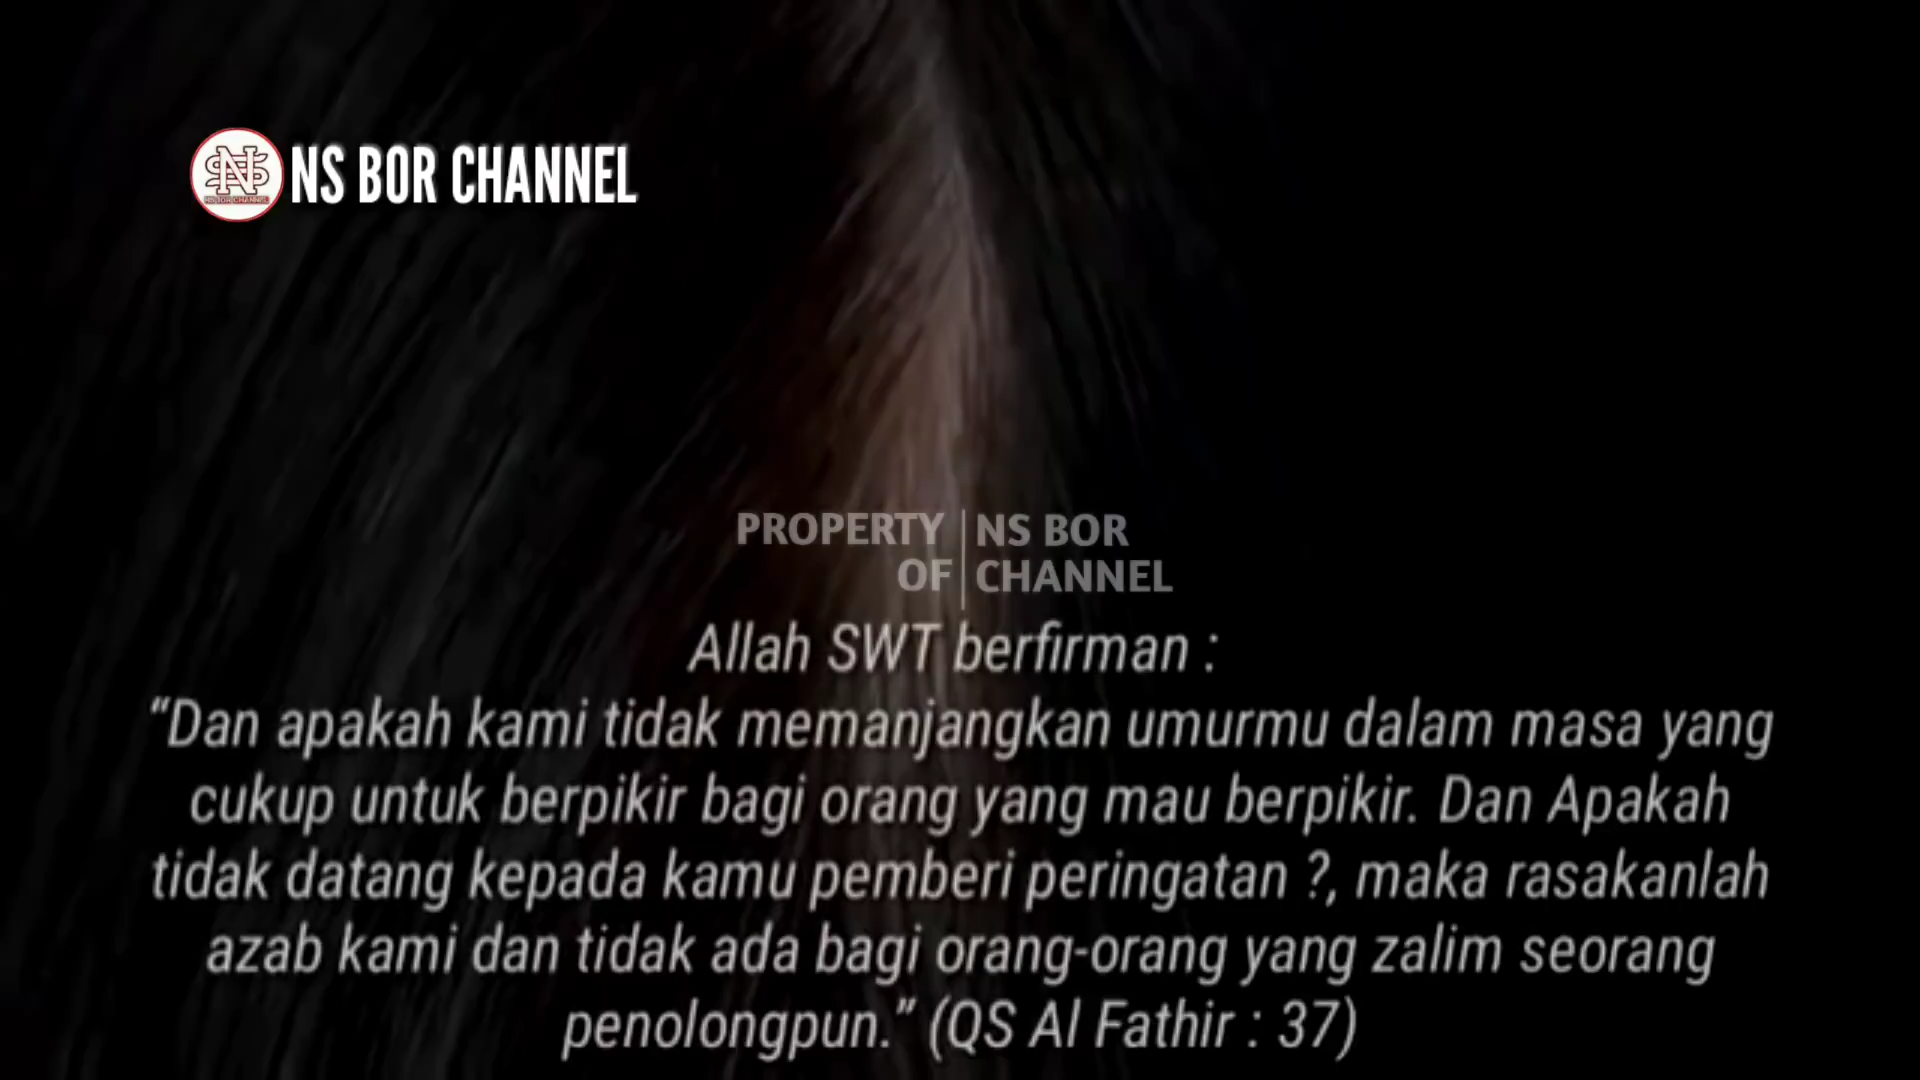 NS BOR CHANNEL
PROPERTY OF
NS BOR CHANNEL
Allah SWT berfirman :
“Dan apakah kami tidak memanjangkan umurmu dalam masa yang
cukup untuk berpikir bagi orang yang mau berpikir. Dan Apakah
tidak datang kepada kamu pemberi peringatan ?, maka rasakanlah
azab kami dan tidak ada bagi orang-orang yang zalim seorang
penolongpun.” (QS Al Fathir : 37)